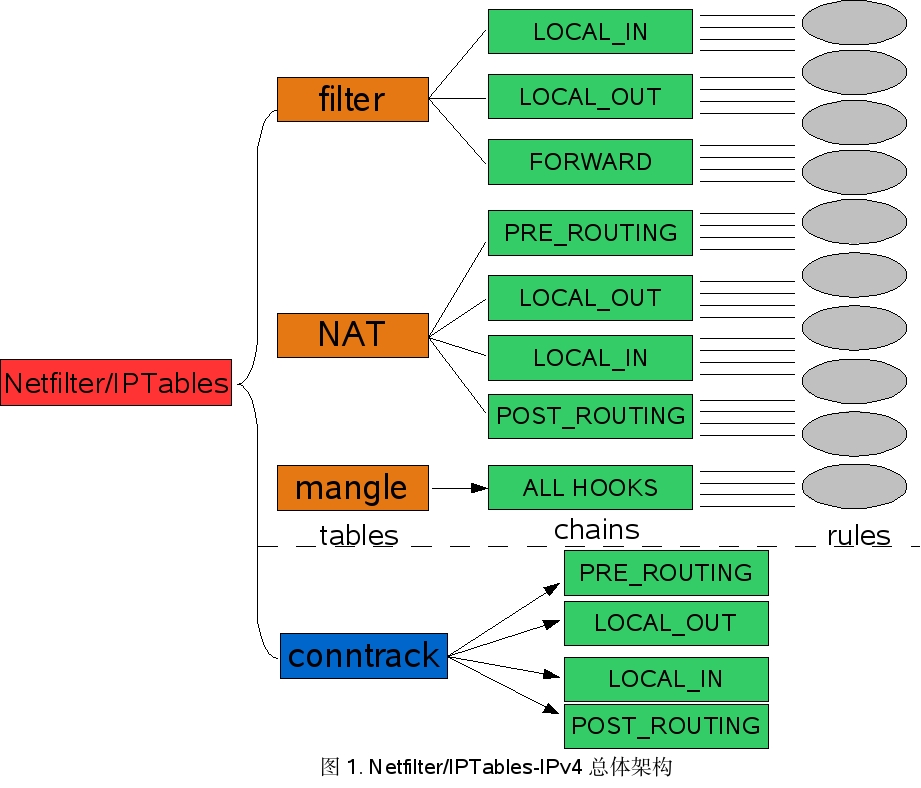 LOCAL_IN
filter
LOCAL_OUT
FORWARD
PRE_ROUTING
LOCAL_OUT
NAT
LOCAL_IN
Netfilter/IPTables
POST_ROUTING
mangle
ALL HOOKS
tables
chains
rules
PRE_ROUTING
LOCAL_OUT
conntrack
LOCAL_IN
POST_ROUTING
图 1. Netfilter/IPTables-IPv4 总体架构